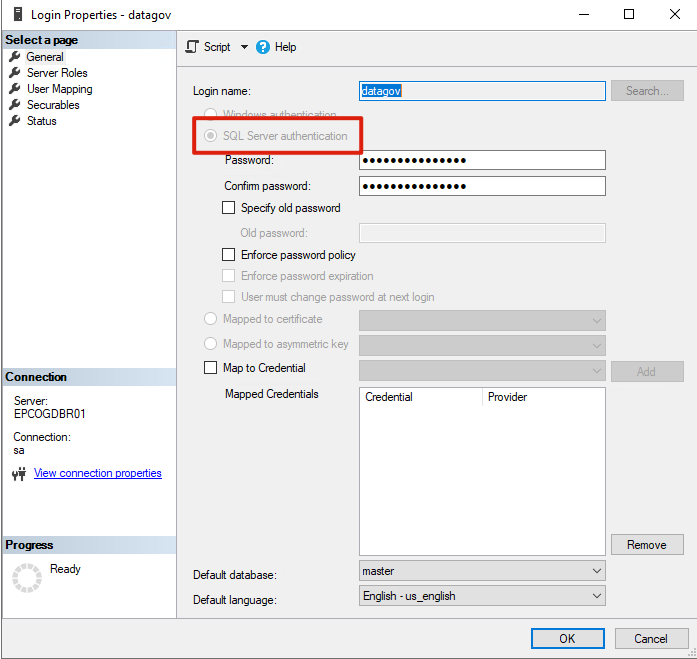 Login Properties - datagov
Select a page
General
Server Roles
User Mapping
Securables
Status
Connection
Server:
EPCOGDBR01
Connection:
sa
View connection properties
Progress
Ready
Script
Help
Login name:
datagov
Search...
Windows authentication
SQL Server authentication
Password:
●●●●●●●●●●●●●●●
Confirm password:
●●●●●●●●●●●●●●●
Specify old password
Old password:
Enforce password policy
Enforce password expiration
User must change password at next login
Mapped to certificate
Mapped to asymmetric key
Map to Credential
Add
Mapped Credentials
Credential Provider
Remove
Default database: master
Default language: English - us_english
OK Cancel